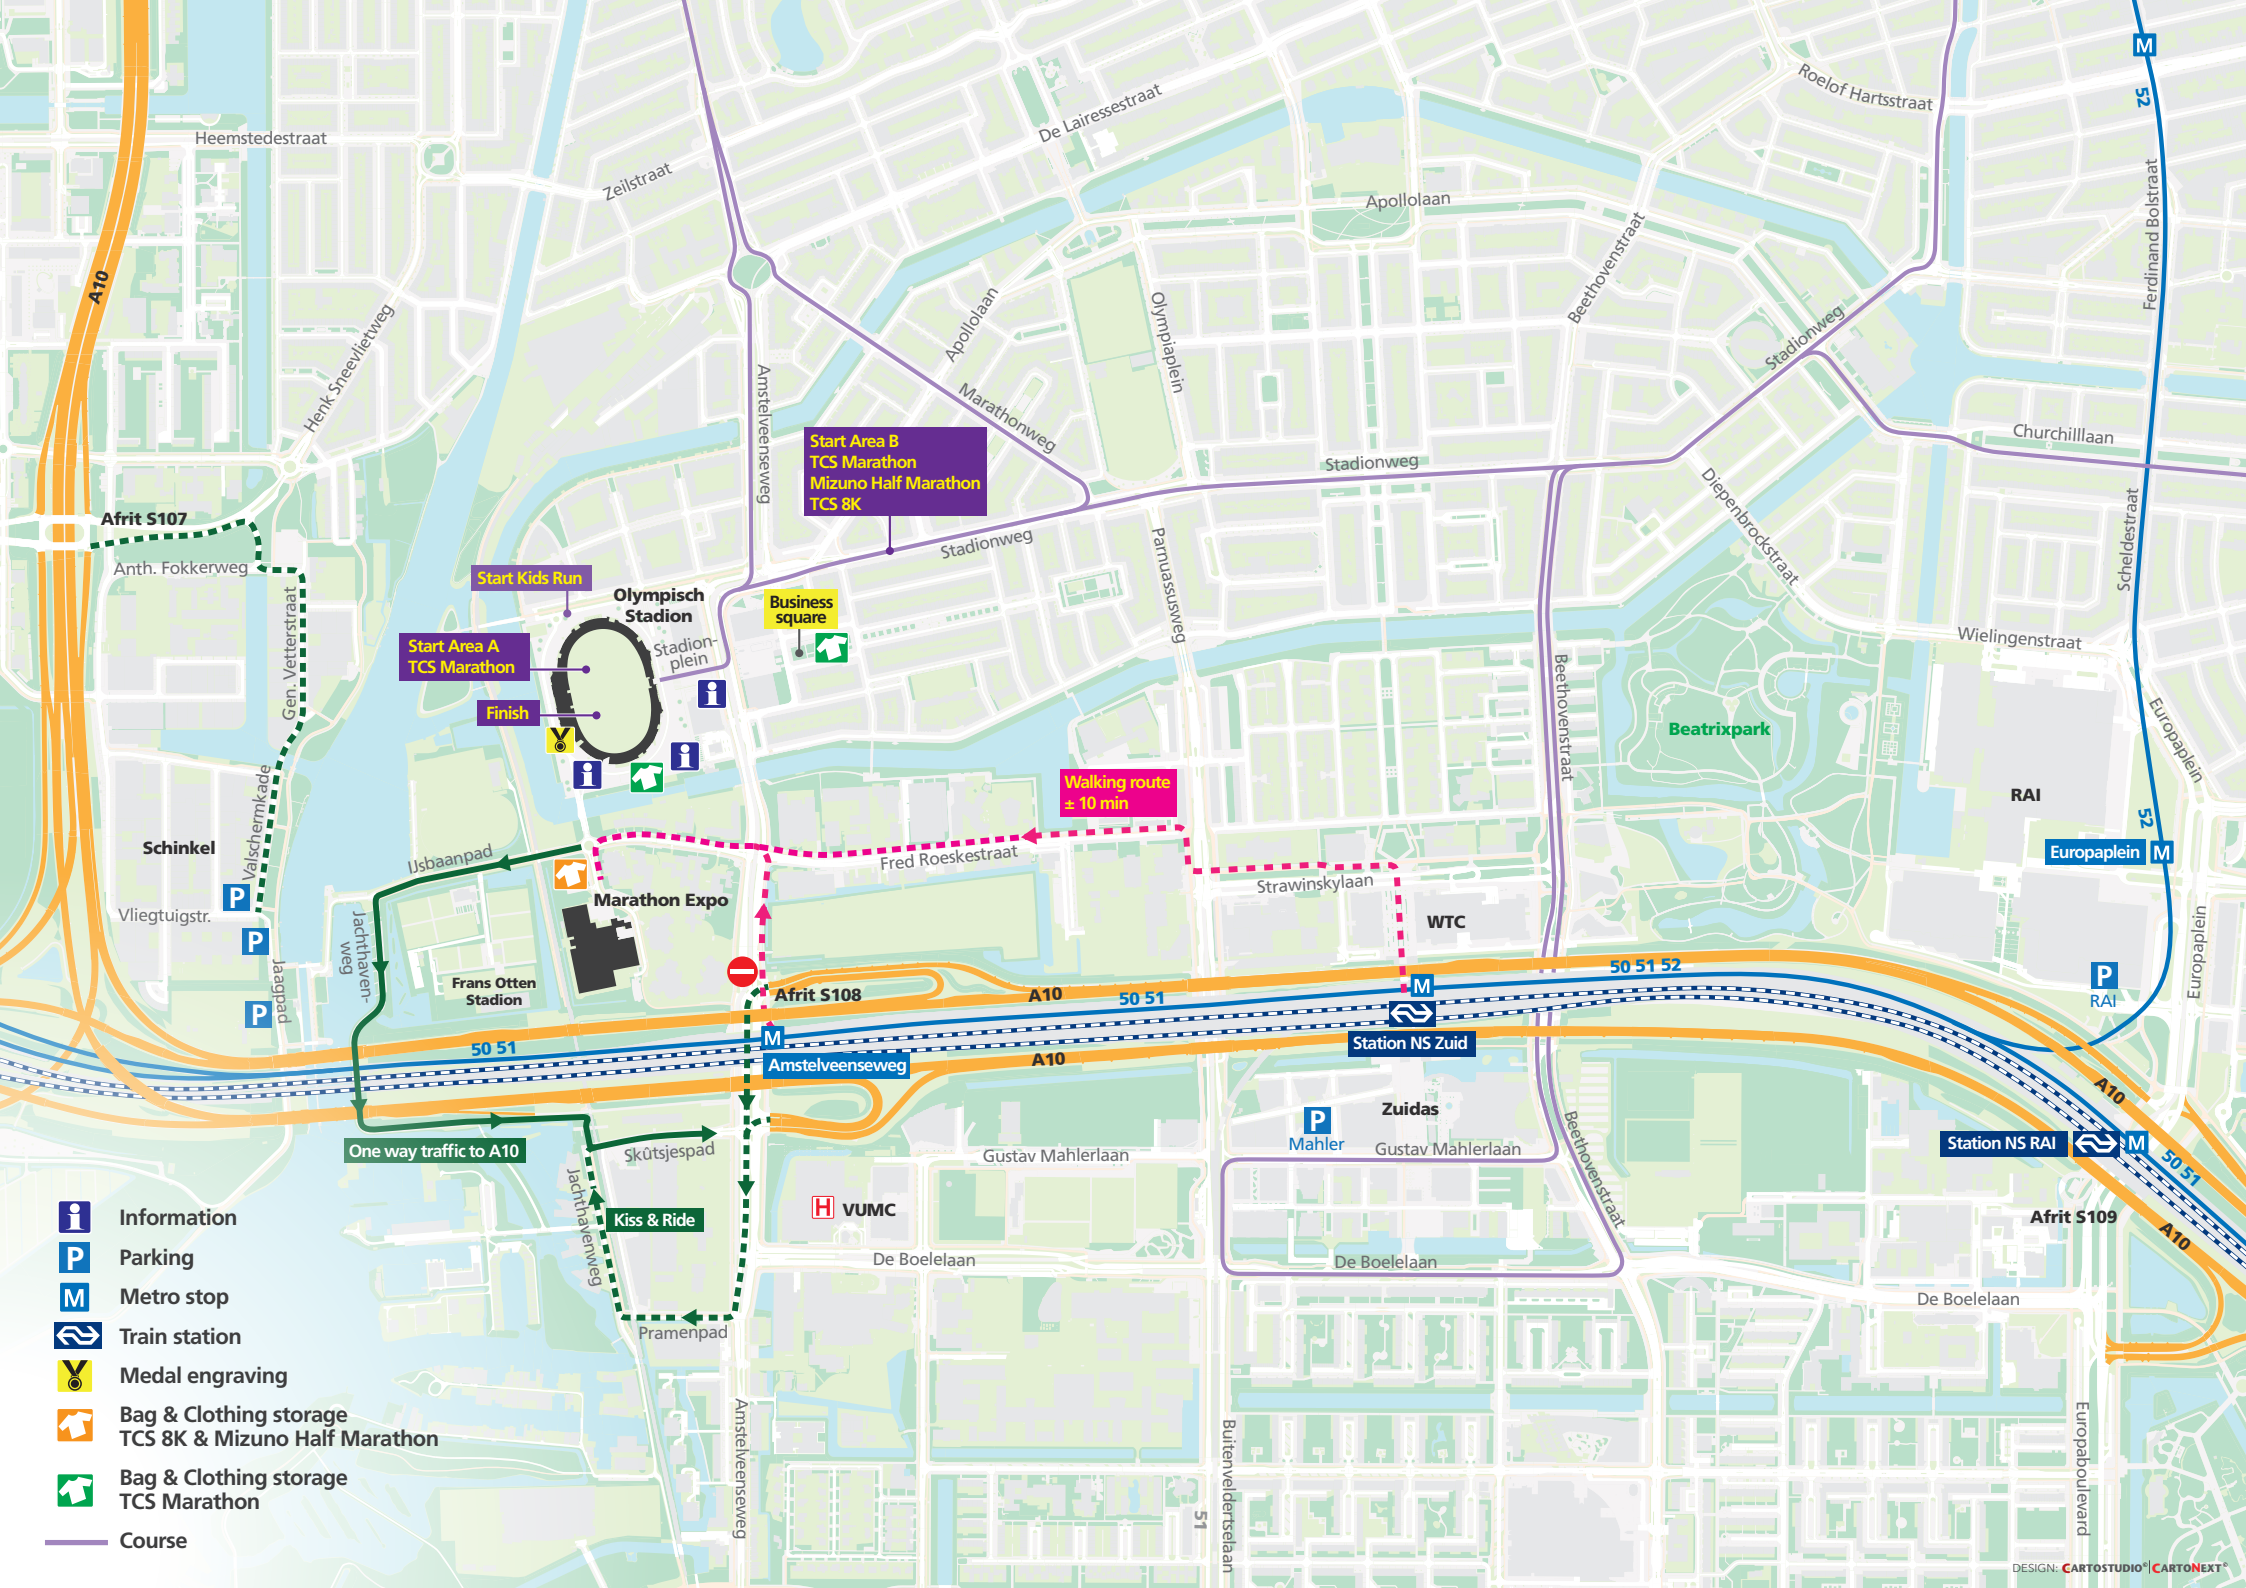 M
52
Roelof Hartsstraat
De Lairessestraat
Heemstedestraat
Zeilstraat
Apollolaan
Ferdinand Bolstraat
Beethovenstraat
A10
Henk Sneevlietweg
Apollolaan
Olympiaplein
Stadionweg
Amstelveenseweg
Marathonweg
Churchilllaan
Start Area B
TCS Marathon
Mizuno Half Marathon
TCS 8K
Stadionweg
Diepenbrockstraat
Scheldestraat
Afrit S107
Stadionweg
Parnuassusweg
Anth. Fokkerweg
Start Kids Run
Olympisch
Stadion
Business
square
Gen. Vetterstraat
Stadion-
plein
Start Area A
TCS Marathon
Wielingenstraat
Beethovenstraat
Finish
Beatrixpark
Europaplein
Walking route
± 10 min
RAI
52
Valschermkade
Schinkel
IJsbaanpad
Fred Roeskestraat
Europaplein
M
P
Strawinskylaan
Marathon Expo
Vliegtuigstr.
WTC
Jachthaven-
weg
P
Europaplein
Frans Otten
Stadion
Jaagpad
P
Afrit S108
A10
50 51
50 51 52
M
P
RAI
M
Station NS Zuid
50 51
Amstelveenseweg
A10
A10
P
Mahler
Zuidas
Beethovenstraat
One way traffic to A10
Skûtsjespad
Gustav Mahlerlaan
Gustav Mahlerlaan
Station NS RAI
M
50 51
Jachthavenweg
Kiss & Ride
H
VUMC
Afrit S109
A10
De Boelelaan
De Boelelaan
De Boelelaan
Pramenpad
Amstelveenseweg
51
Buitenveldertselaan
Europaboulevard
i
Information
P
Parking
M
Metro stop
Train station
Medal engraving
Bag & Clothing storage
TCS 8K & Mizuno Half Marathon
Bag & Clothing storage
TCS Marathon
Course
DESIGN: CARTOSTUDIO© | CARTONEXT©